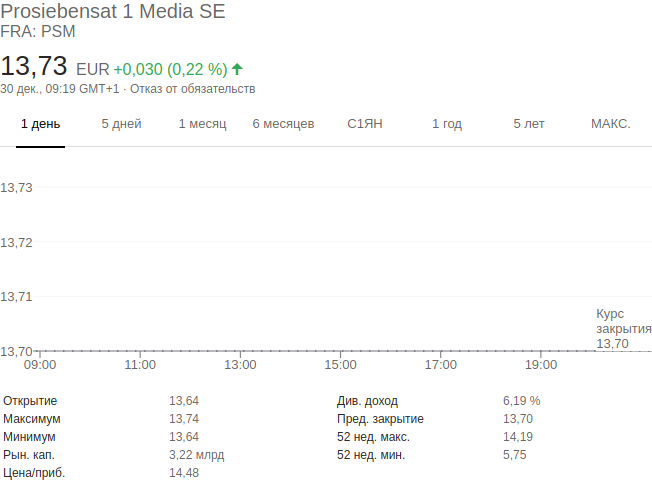 Prosiebensat 1 Media SE
FRA: PSM
13,73 EUR +0,030 (0,22 %)
30 дек., 09:19 GMT+1 · Отказ от обязательств
1 день 5 дней 1 месяц 6 месяцев С1ЯН 1 год 5 лет МАКС.
13,73
13,72
13,71
Курс
закрытия
13,70
13,70
09:00 11:00 13:00 15:00 17:00 19:00
Открытие 13,64 Див. доход 6,19 %
Максимум 13,74 Пред. закрытие 13,70
Минимум 13,64 52 нед. макс. 14,19
Рын. кап. 3,22 млрд 52 нед. мин. 5,75
Цена/приб. 14,48